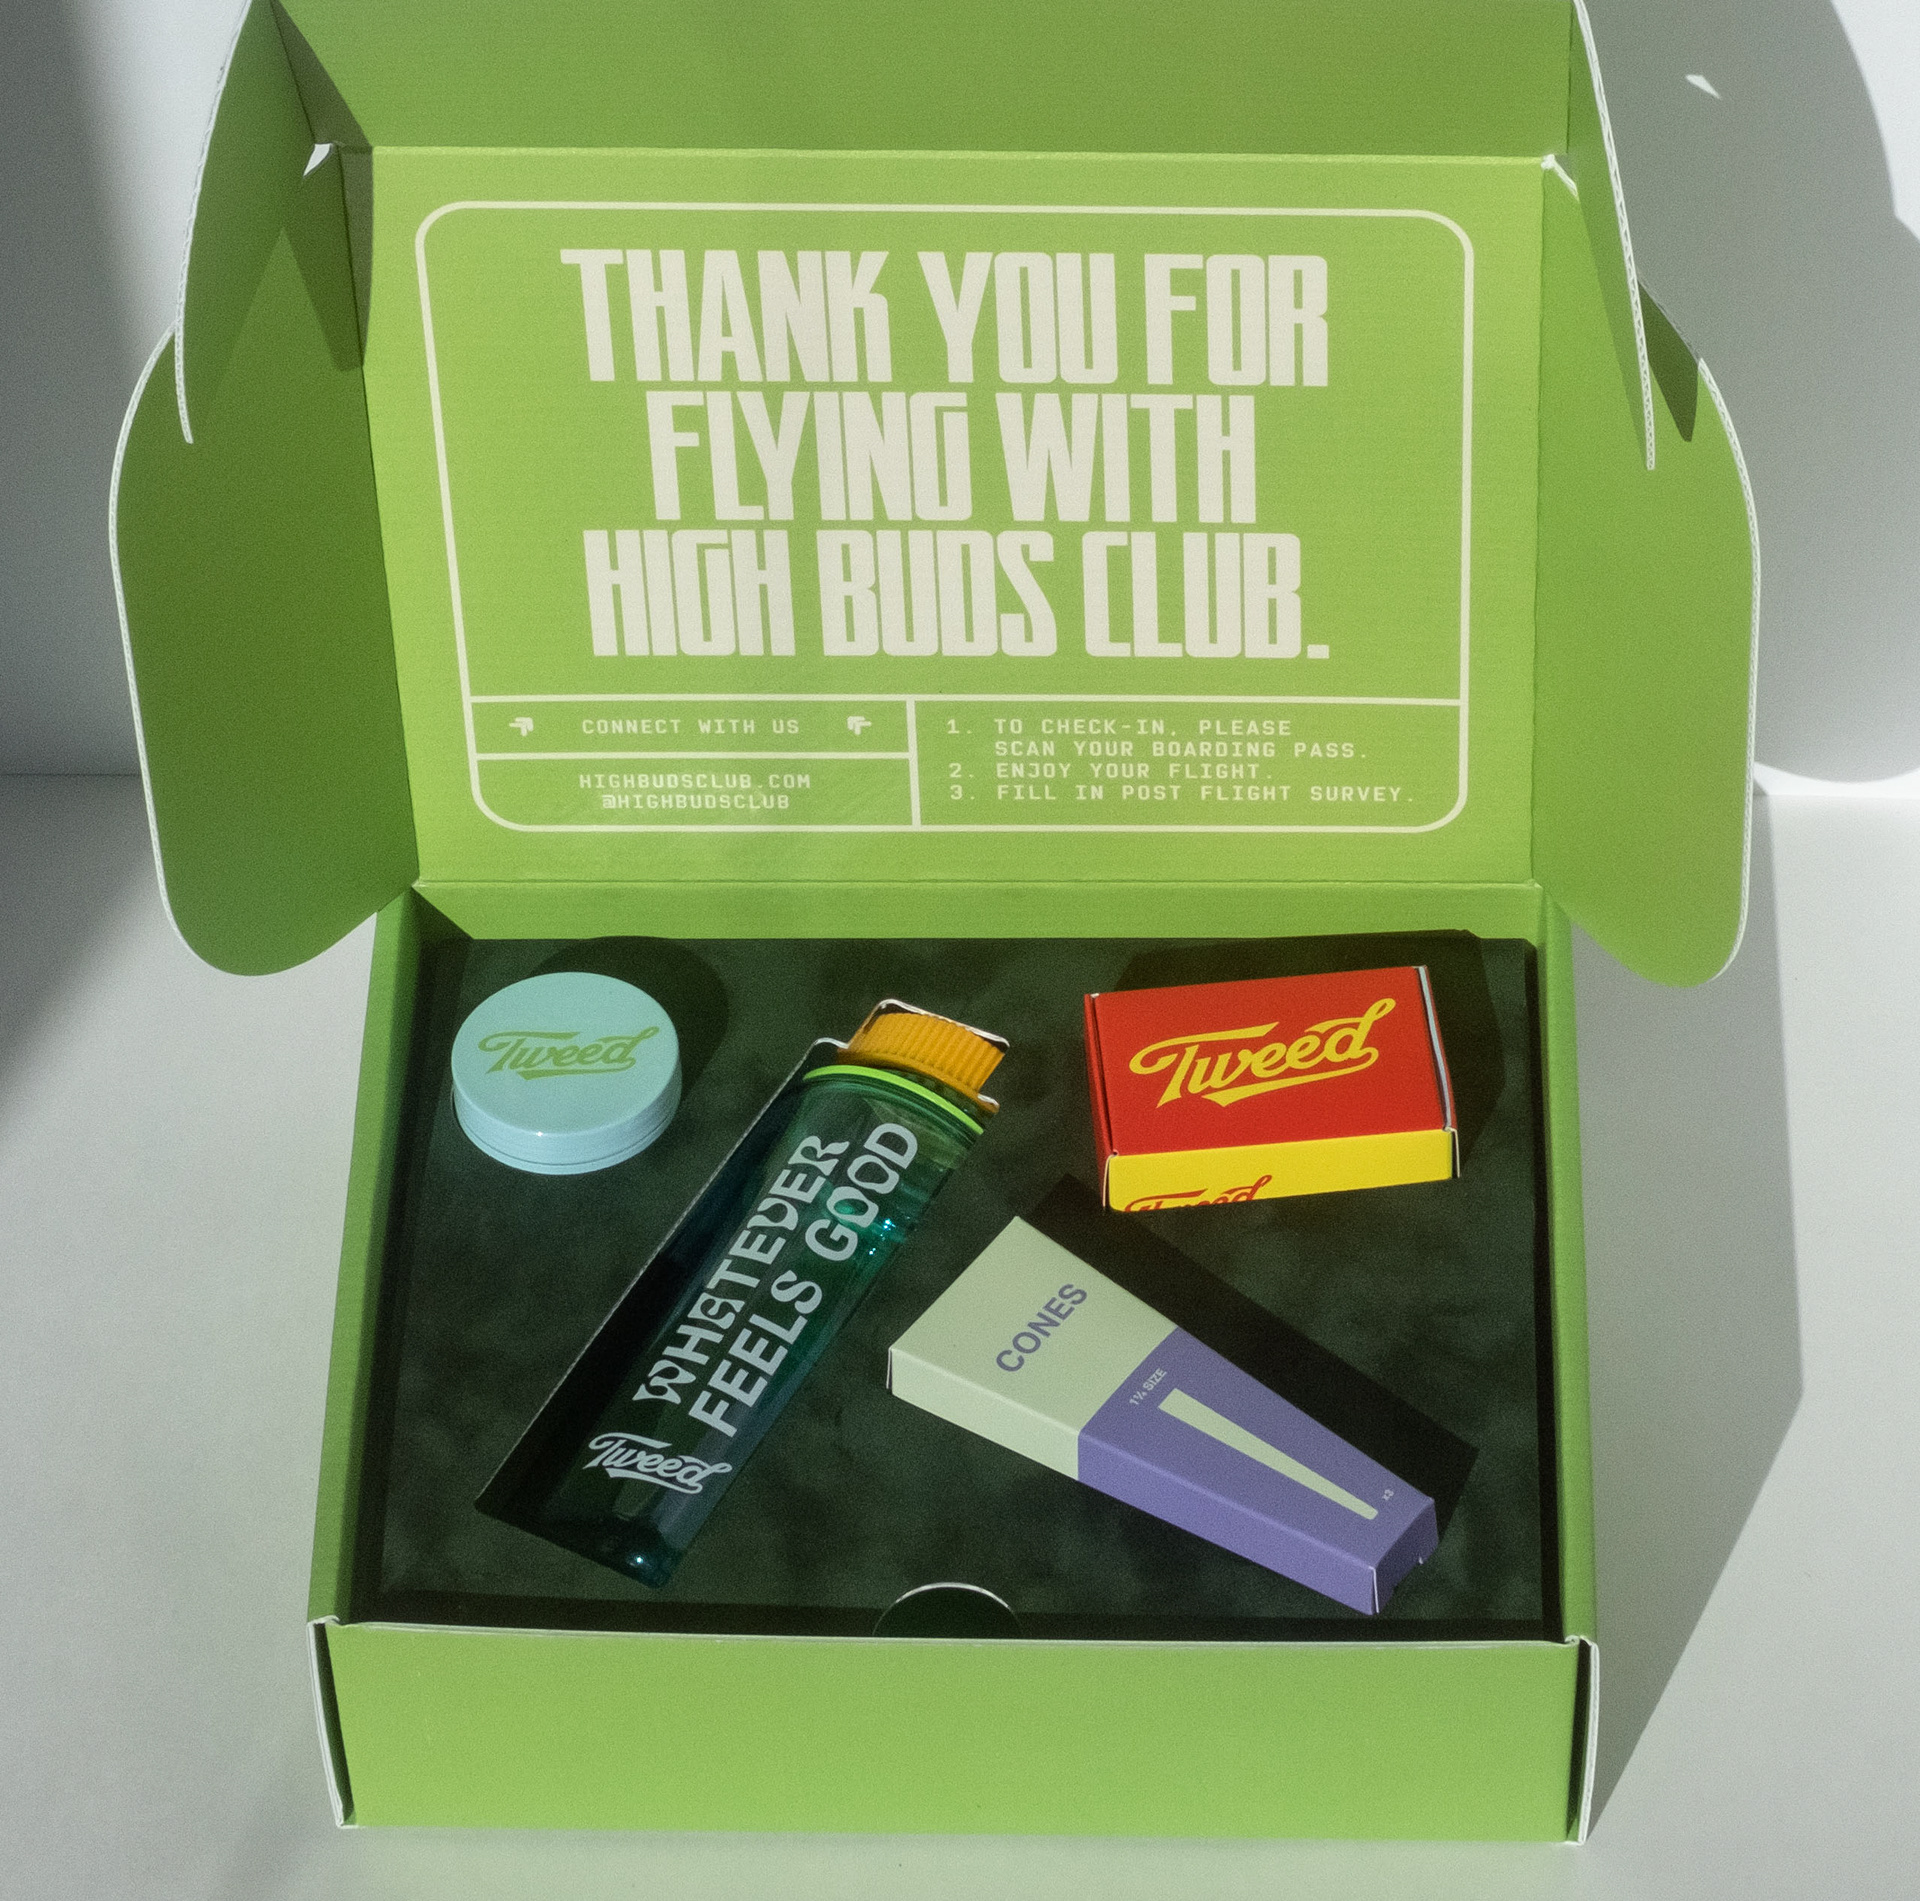 THANK YOU FOR
FLYING WITH
HIGH BUDS CLUB.
CONNECT WITH US
HIGHBUDSCLUB.COM
@HIGHBUDSCLUB
1. TO CHECK-IN, PLEASE
SCAN YOUR BOARDING PASS.
2. ENJOY YOUR FLIGHT.
3. FILL IN POST FLIGHT SURVEY.
Tweed
WHATEVER
FEELS GOOD
Tweed
Tweed
Tweed
CONES
1¼ SIZE
x3